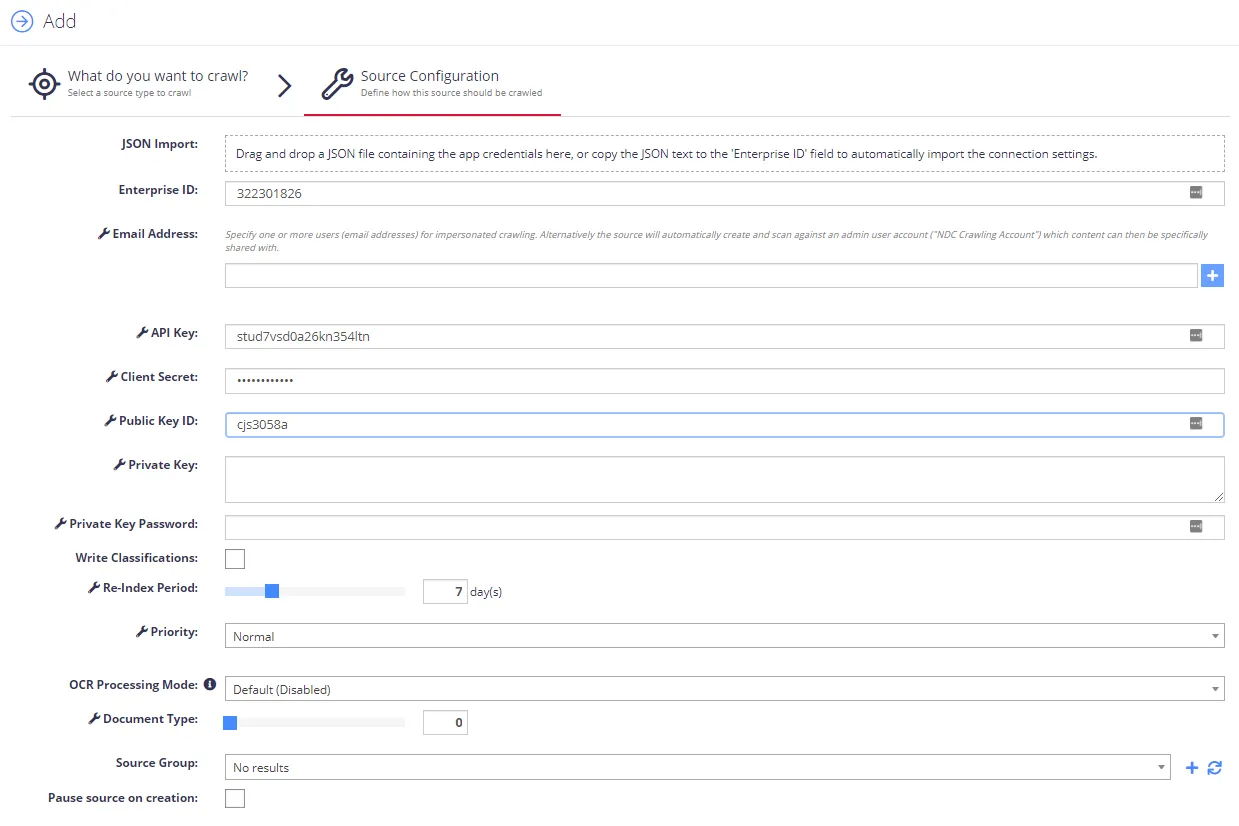 Add
What do you want to crawl?
Select a source type to crawl
Source Configuration
Define how this source should be crawled
JSON Import:
Drag and drop a JSON file containing the app credentials here, or copy the JSON text to the 'Enterprise ID' field to automatically import the connection settings.
Enterprise ID:
322301826
Email Address:
Specify one or more users (email addresses) for impersonated crawling. Alternatively the source will automatically create and scan against an admin user account ("NDC Crawling Account") which content can then be specifically
shared with.
API Key:
stud7vsd0a26kn354ltn
Client Secret:
••••••••••••
Public Key ID:
cjs3058a
Private Key:
Private Key Password:
Write Classifications:
Re-Index Period:
7 day(s)
Priority:
Normal
OCR Processing Mode:
Default (Disabled)
Document Type:
0
Source Group:
No results
Pause source on creation: